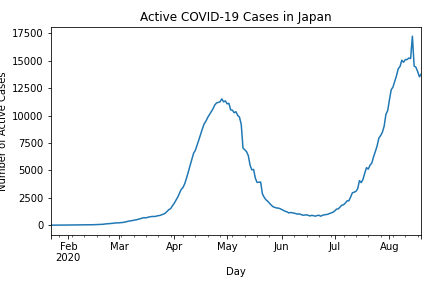 Active COVID-19 Cases in Japan
Number of Active Cases
17500
15000
12500
10000
7500
5000
2500
0
Feb
2020
Mar
Apr
May
Jun
Jul
Aug
Day